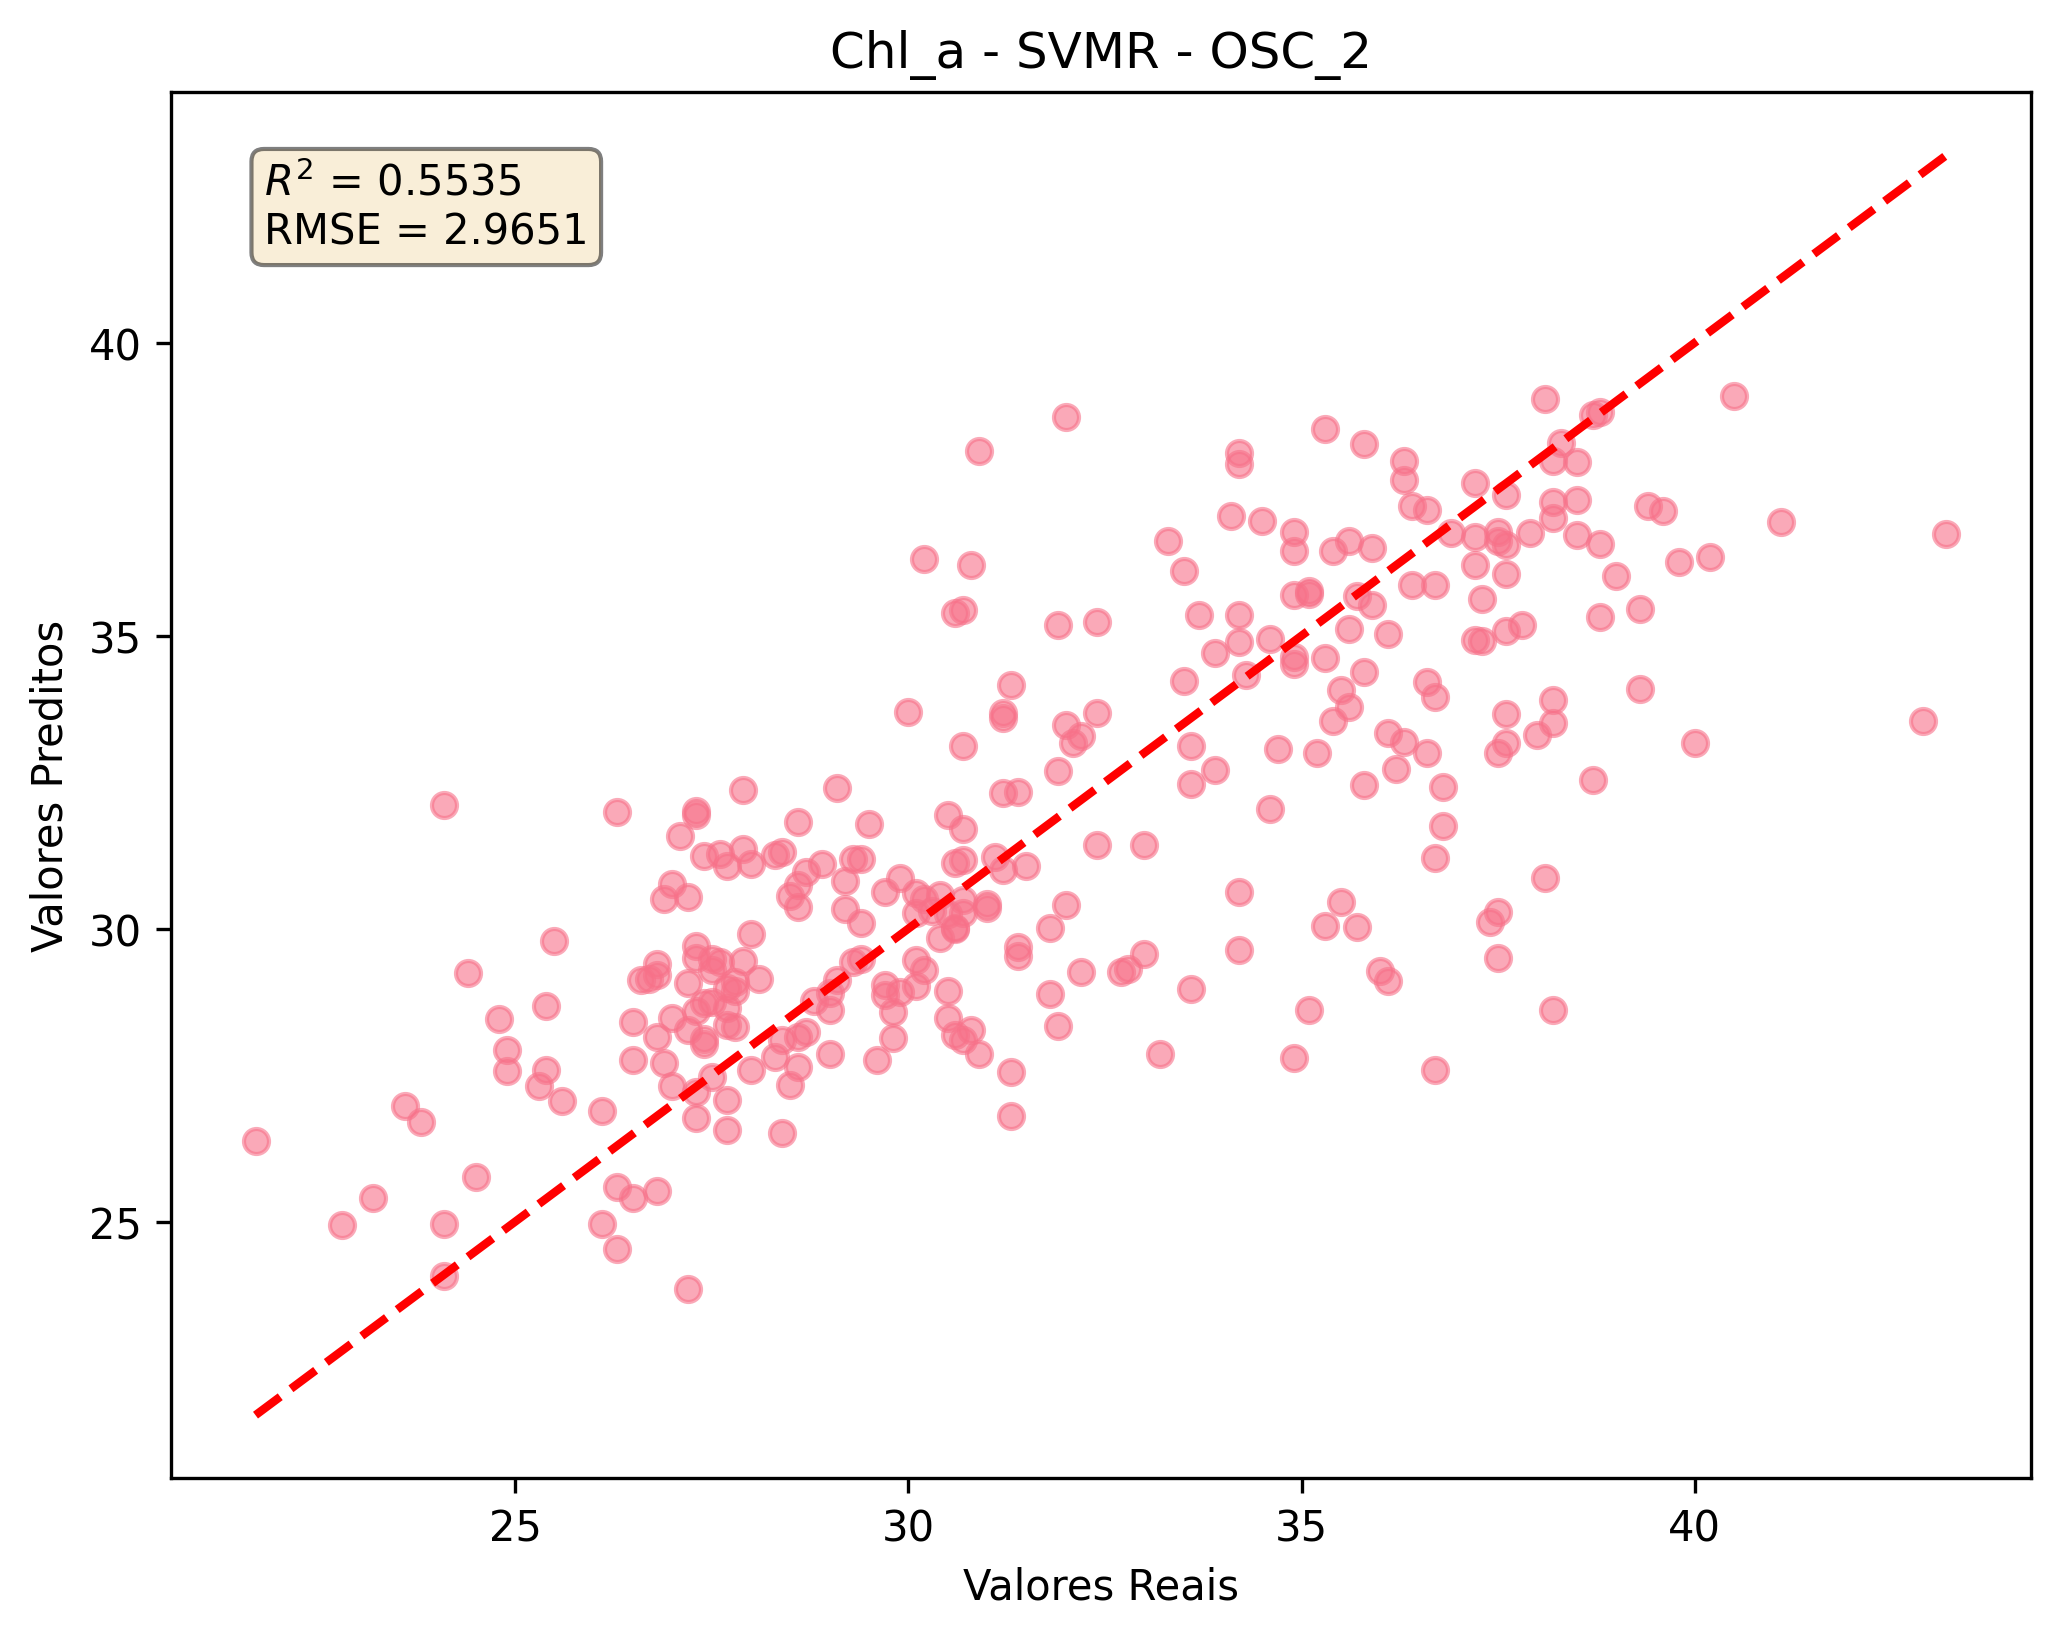 Chl_a - SVMR - OSC_2
R² = 0.5535
RMSE = 2.9651
Valores Preditos
40
35
30
25
25 30 35 40
Valores Reais